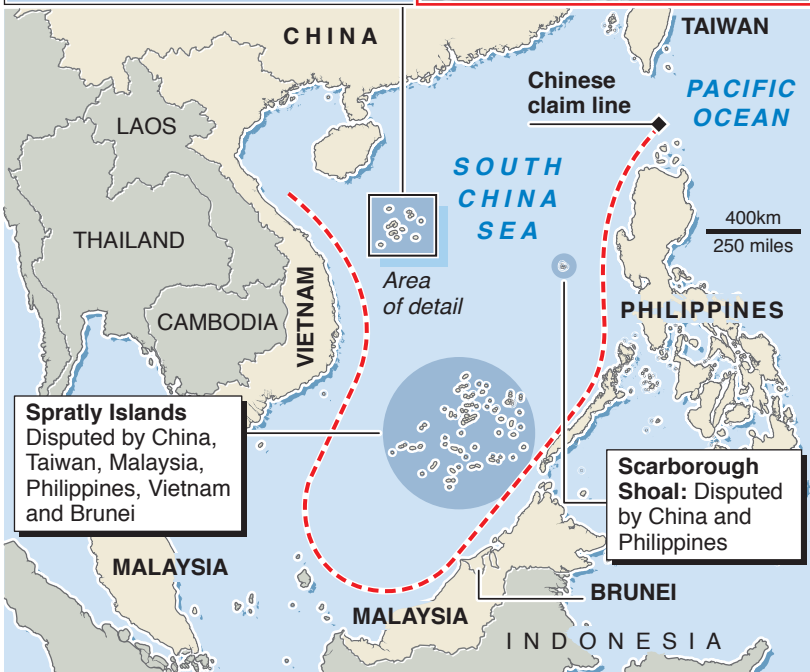 CHINA
TAIWAN
Chinese
claim line
PACIFIC
OCEAN
LAOS
SOUTH
CHINA
SEA
400km
250 miles
THAILAND
Area
of detail
VIETNAM
CAMBODIA
PHILIPPINES
Spratly Islands
Disputed by China,
Taiwan, Malaysia,
Philippines, Vietnam
and Brunei
Scarborough
Shoal: Disputed
by China and
Philippines
MALAYSIA
BRUNEI
MALAYSIA
INDONESIA